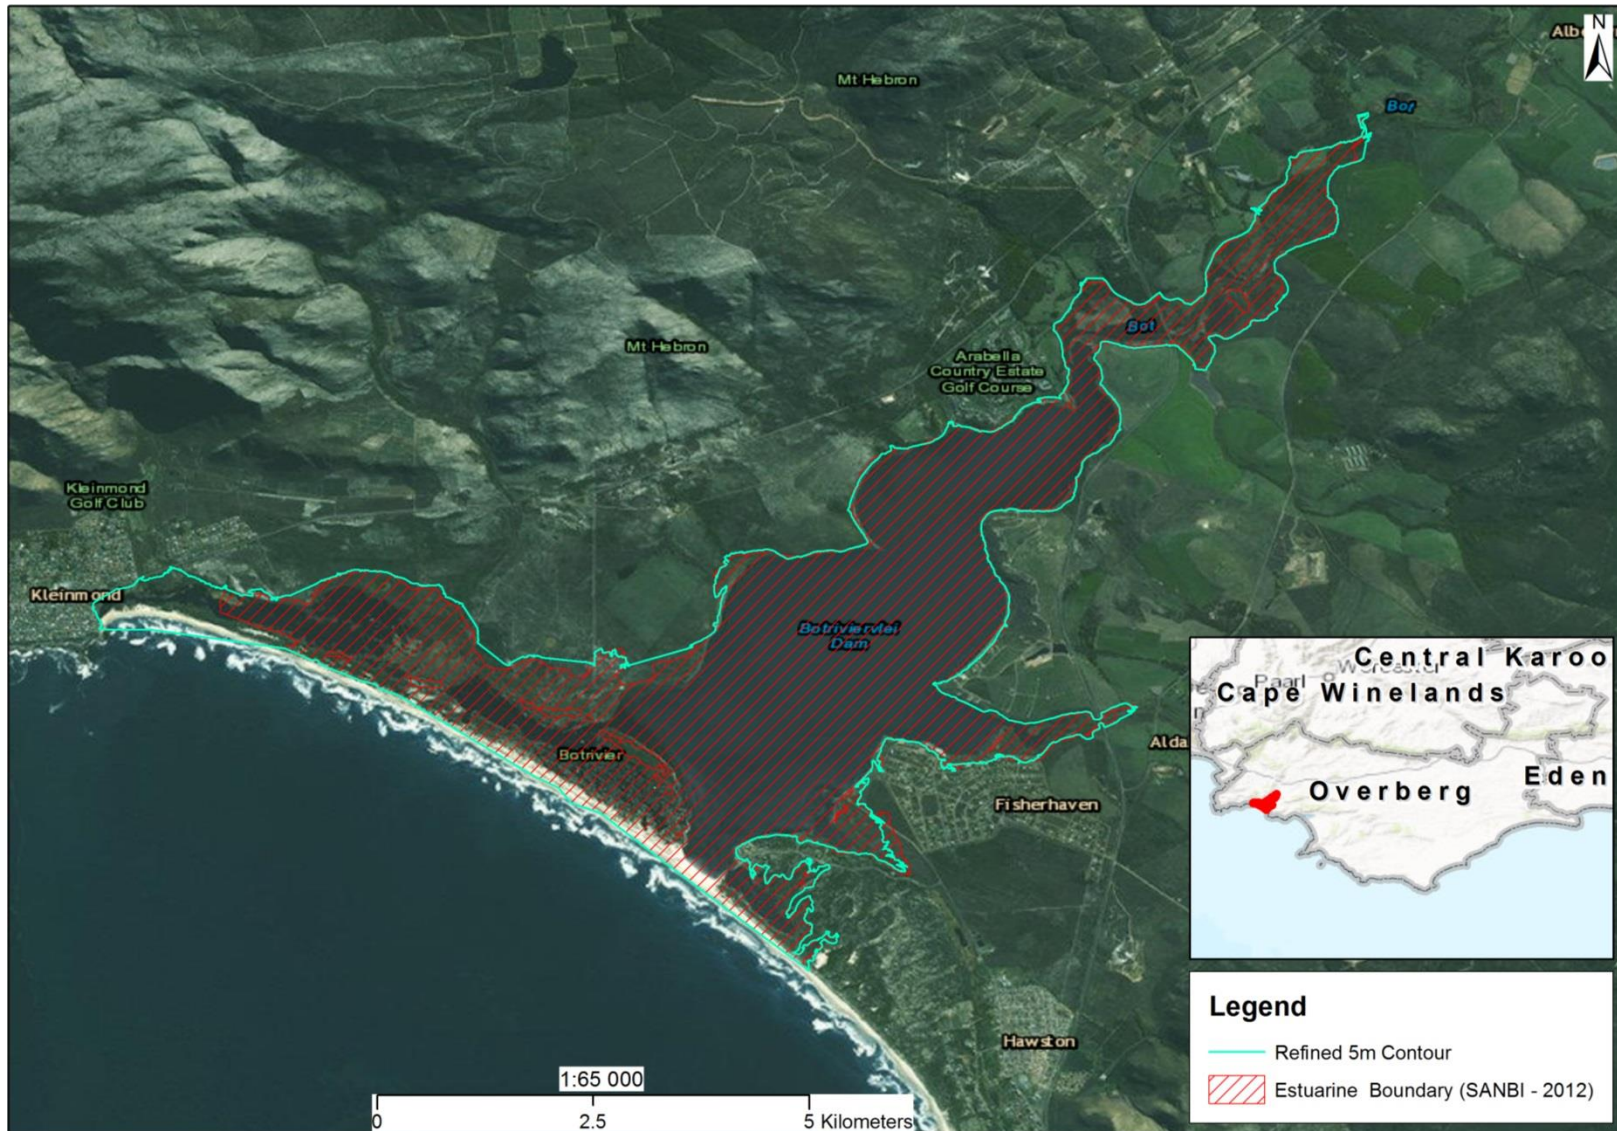 N
Mt Hebron
Bot
Bot
Mt Hebron
Arabella
Country Estate
Golf Course
Kleinmond
Golf Club
Kleinmond
Botriviervlei
Dam
Botrivier
Fisherhaven
Hawston
Central Karoo
Paarl
Cape Winelands
Eden
Overberg
Legend
Refined 5m Contour
Estuarine Boundary (SANBI - 2012)
1:65 000
0
2.5
5 Kilometers